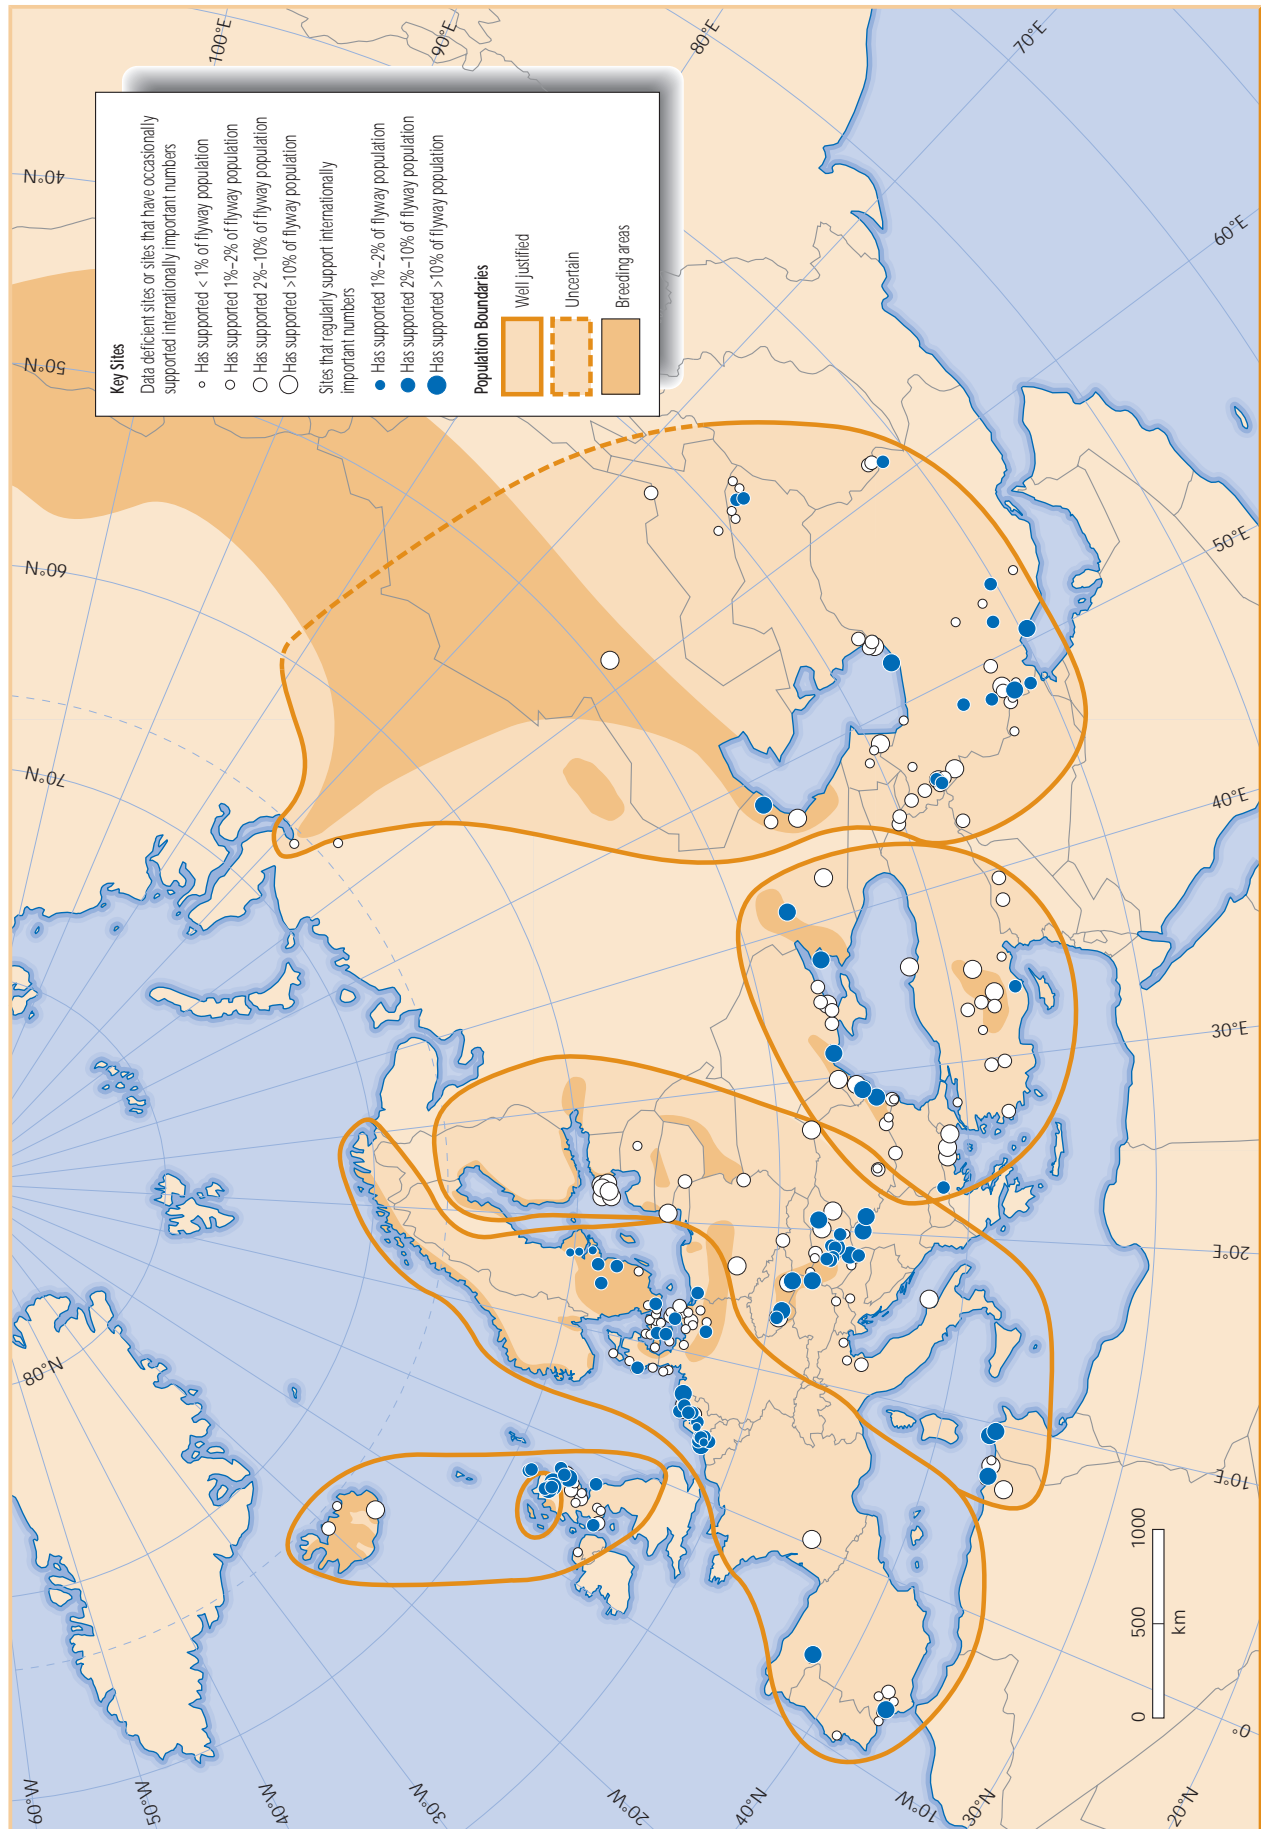 Key Sites
Data deficient sites or sites that have occasionally
supported internationally important numbers
Has supported < 1% of flyway population
Has supported 1%–2% of flyway population
Has supported 2%–10% of flyway population
Has supported >10% of flyway population
Sites that regularly support internationally
important numbers
Has supported 1%–2% of flyway population
Has supported 2%–10% of flyway population
Has supported >10% of flyway population
Population Boundaries
Well justified
Uncertain
Breeding areas
40°N
50°N
60°N
70°N
80°N
60°W
50°W
40°W
30°W
20°W
10°W
0°
10°E
20°E
30°E
40°E
50°E
60°E
70°E
80°E
90°E
100°E
40°N
30°N
20°N
0
500
1000
km